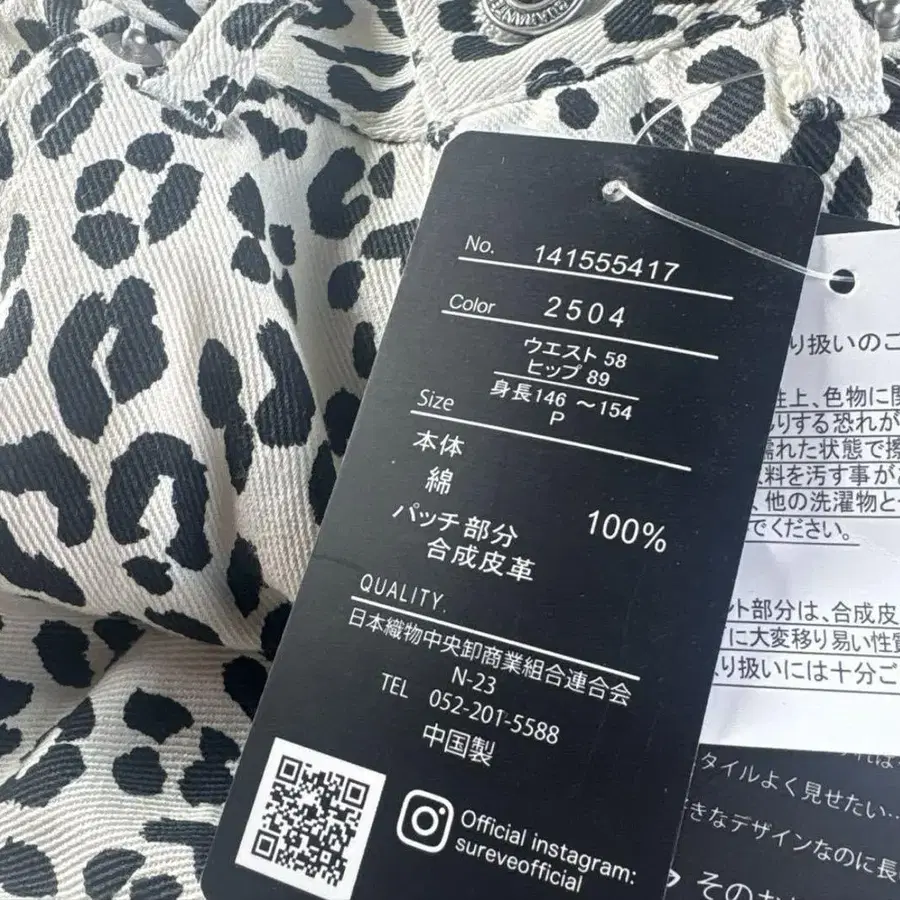 No. 141555417
Color 2504
ウエスト 58
ヒップ 89
身長146 ～154
Size P
本体
綿
100%
パッチ部分
合成皮革
QUALITY.
日本織物中央卸商業組合連合会
N-23
TEL 052-201-5588
中国製
Official instagram:
sureveofficial
り扱いのご
性上、色物に関
りする恐れが
濡れた状態で擦
料を汚す事が
、他の洗濯物と
でください。
ント部分は、合成皮
に大変移り易い性質
り扱いには十分ご
タイルよく見せたい…
きなデザインなのに長